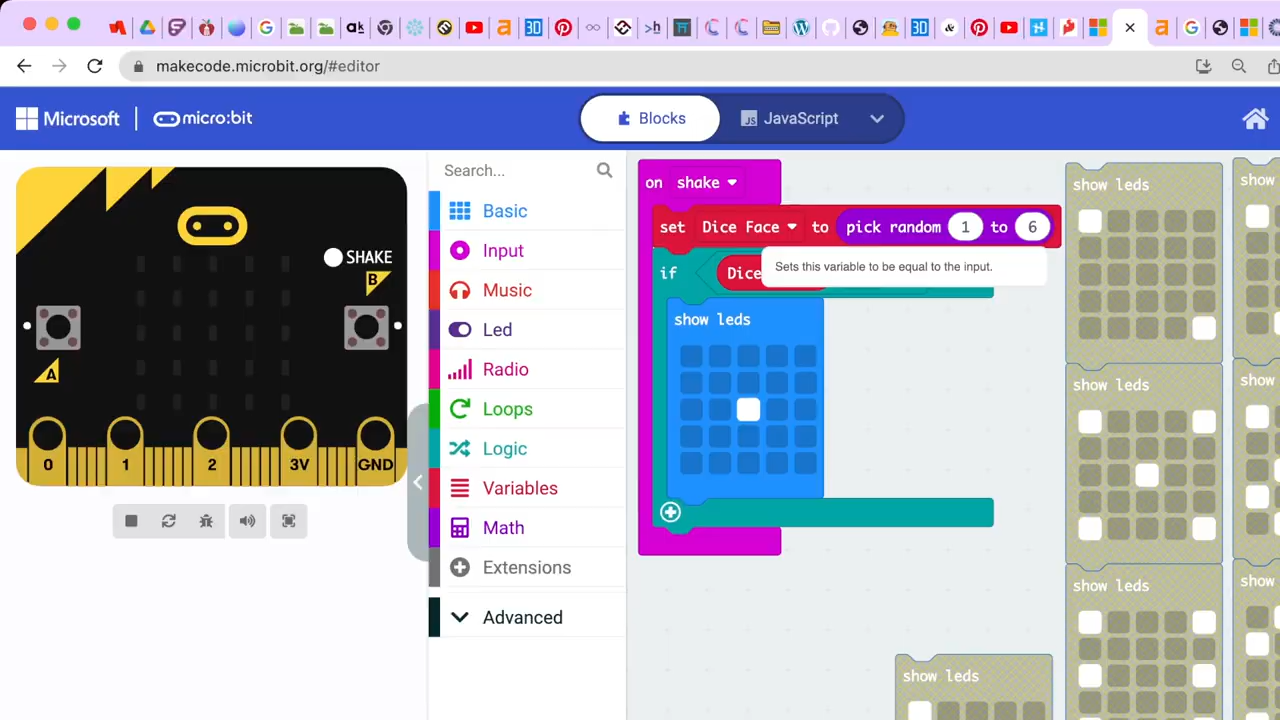 makecode.microbit.org/#editor
Microsoft micro:bit
Blocks
JavaScript
SHAKE
B
A
0 1 2 3V GND
Search...
Basic
Input
Music
Led
Radio
Loops
Logic
Variables
Math
Extensions
Advanced
on shake
set Dice Face to pick random 1 to 6
if Dice
Sets this variable to be equal to the input.
show leds
show leds
show leds
show leds
show leds
show
show
show